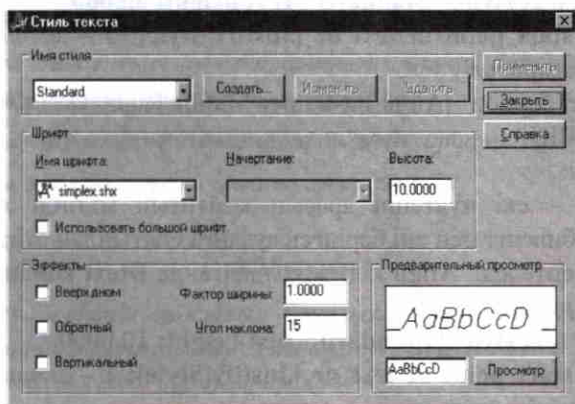 Стиль текста
Имя стиля
Standard
Создать...
Изменить
Удалить
Применить
Закрыть
Справка
Шрифт
Имя шрифта:
Начертание:
Высота:
simplex.shx
10.0000
Использовать большой шрифт
Эффекты
Вверх дном
Фактор ширины:
1.0000
Обратный
Угол наклона:
15
Вертикальный
Предварительный просмотр
AaBbCcD
AaBbCcD
Просмотр